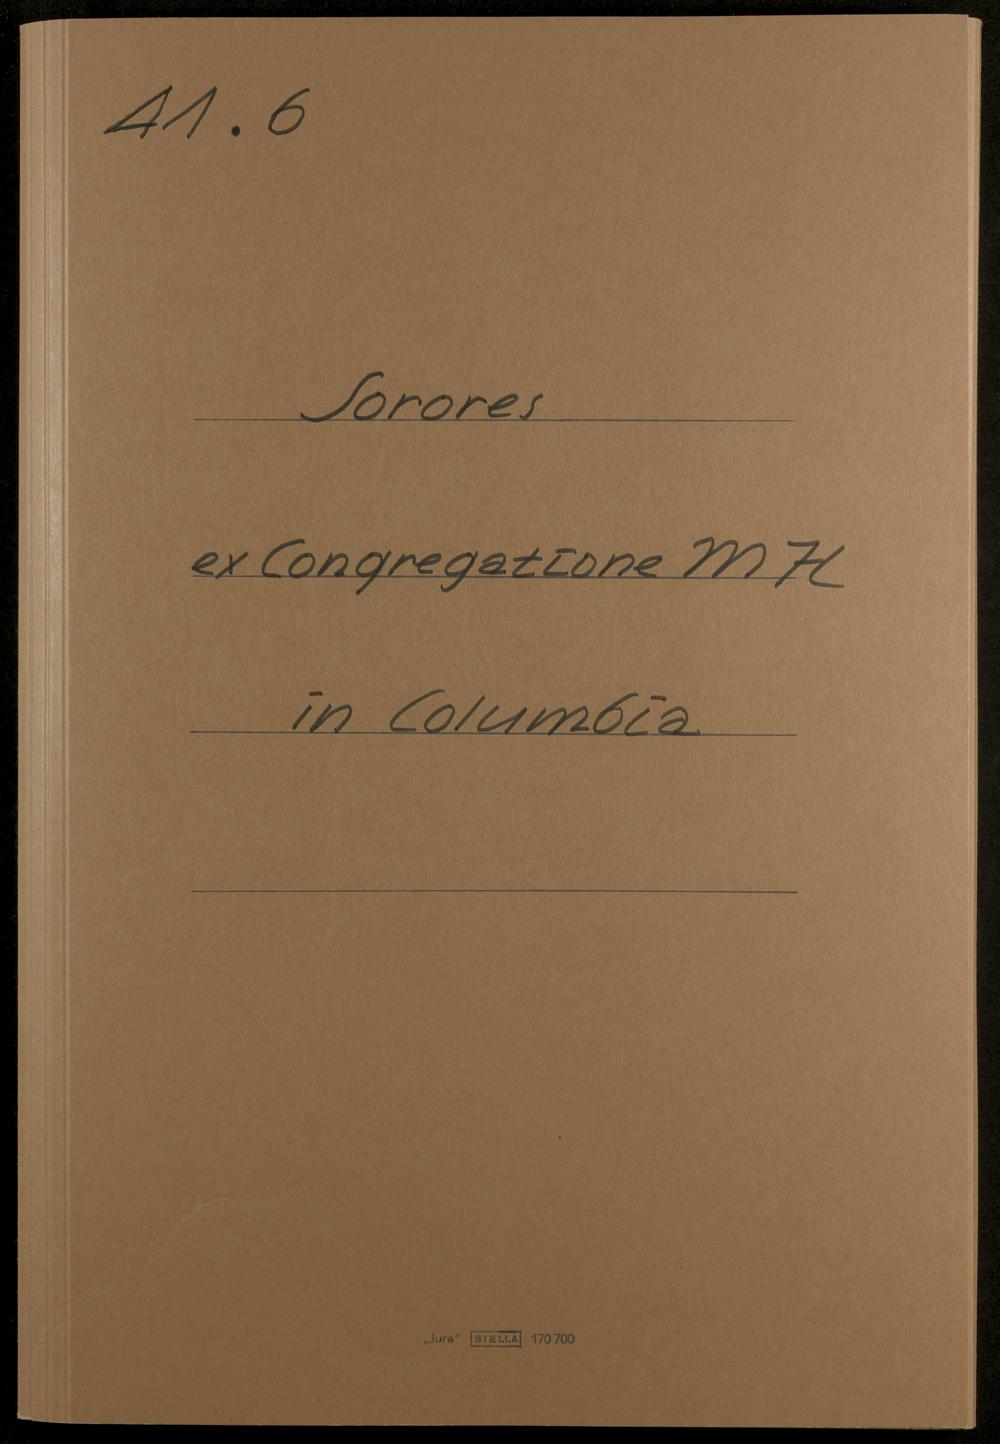 41.6
Sorores
ex Congregatione MH
in Columbia
„Jura“ BIELLA 170 700